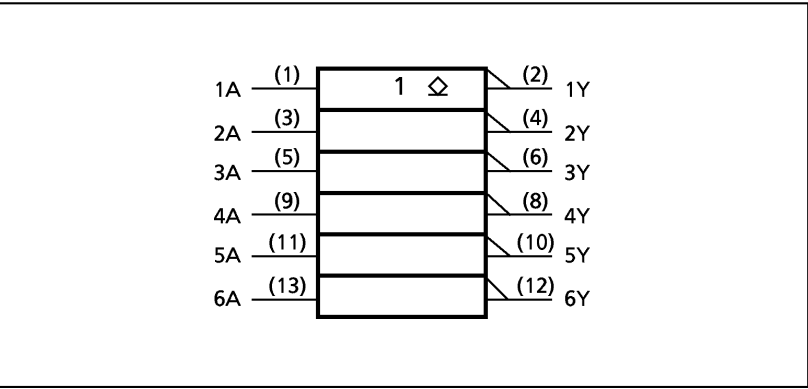 1A (1) 1 ◇ (2) 1Y
2A (3) (4) 2Y
3A (5) (6) 3Y
4A (9) (8) 4Y
5A (11) (10) 5Y
6A (13) (12) 6Y